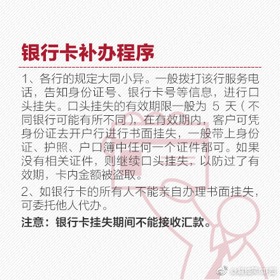 银行卡补办程序
1、各行的规定大同小异。一般拨打该行服务电
话，告知身份证号、银行卡号等信息，进行口
头挂失。口头挂失的有效期限一般为 5 天（不
同银行可能有所不同），在有效期内，客户可凭
身份证去开户行进行书面挂失，一般带上身份
证、护照、户口簿中任何一个证件都可。如果
没有相关证件，则继续口头挂失，以防过了有
效期，卡内金额被盗取。
2、如银行卡的所有人不能亲自办理书面挂失，
可委托他人代办。
注意：银行卡挂失期间不能接收汇款。